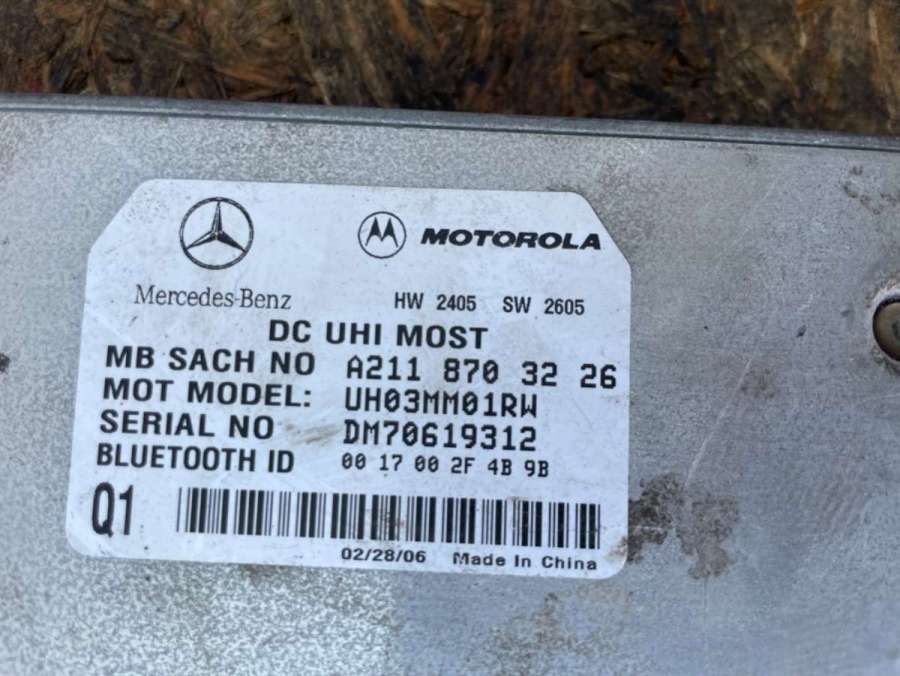 MOTOROLA
Mercedes-Benz HW 2405 SW 2605
DC UHI MOST
MB SACH NO A211 870 32 26
MOT MODEL: UH03MM01RW
SERIAL NO DM70619312
BLUETOOTH ID 00 17 00 2F 4B 9B
Q1
02/28/06 Made In China